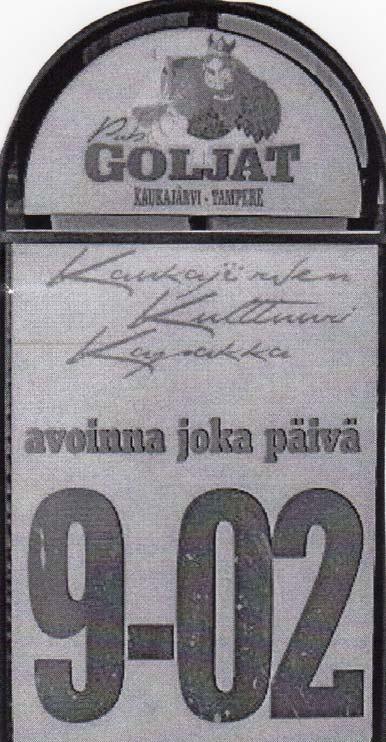 Pub
GOLJAT
KAUKAJÄRVI - TAMPERE
Kaukajärven
Kulttuuri
Kapakka
avoinna joka päivä
9-02